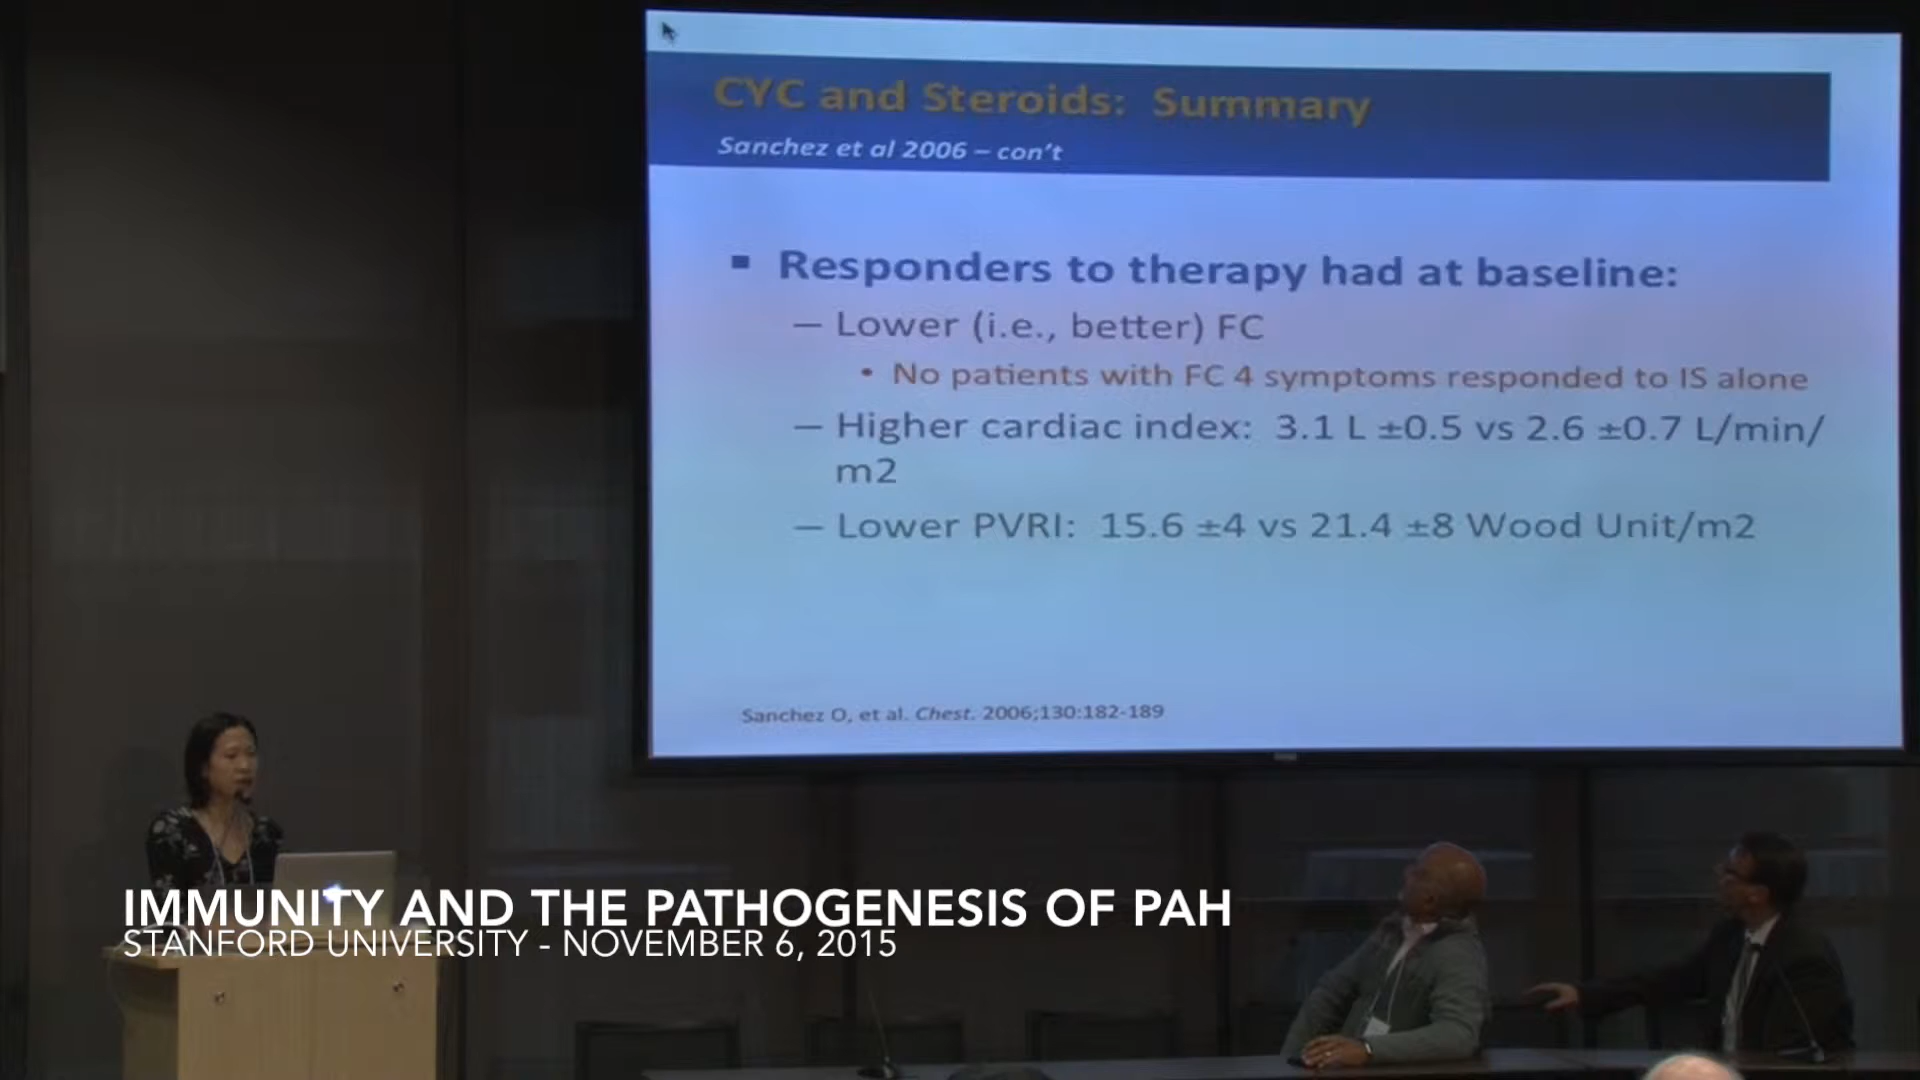 CYC and Steroids: Summary
Sanchez et al 2006 – con't
▪ Responders to therapy had at baseline:
– Lower (i.e., better) FC
• No patients with FC 4 symptoms responded to IS alone
– Higher cardiac index: 3.1 L ±0.5 vs 2.6 ±0.7 L/min/
m2
– Lower PVRI: 15.6 ±4 vs 21.4 ±8 Wood Unit/m2
Sanchez O, et al. Chest. 2006;130:182-189
IMMUNITY AND THE PATHOGENESIS OF PAH
STANFORD UNIVERSITY - NOVEMBER 6, 2015